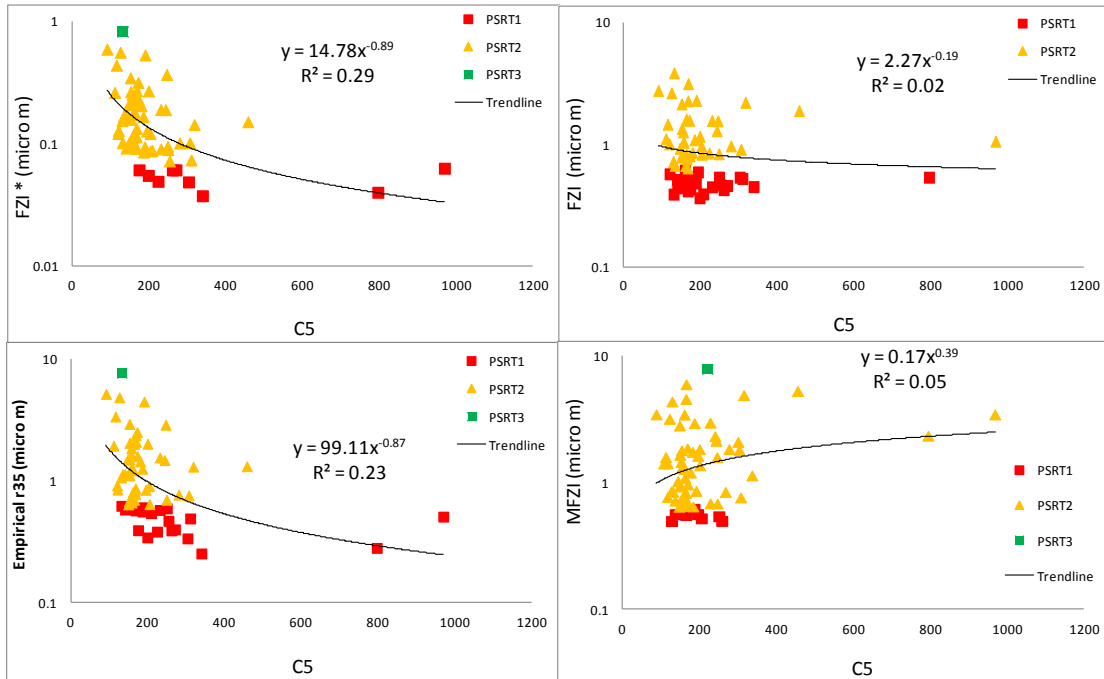 1
0.1
0.01
FZI * (micro m)
0 200 400 600 800 1000 1200
C5
y = 14.78x^-0.89
R² = 0.29
PSRT1
PSRT2
PSRT3
Trendline
10
1
0.1
FZI (micro m)
0 200 400 600 800 1000 1200
C5
y = 2.27x^-0.19
R² = 0.02
PSRT1
PSRT2
Trendline
10
1
0.1
Empirical r35 (micro m)
0 200 400 600 800 1000 1200
C5
y = 99.11x^-0.87
R² = 0.23
PSRT1
PSRT2
PSRT3
Trendline
10
1
0.1
MFZI (micro m)
0 200 400 600 800 1000 1200
C5
y = 0.17x^0.39
R² = 0.05
PSRT1
PSRT2
PSRT3
Trendline